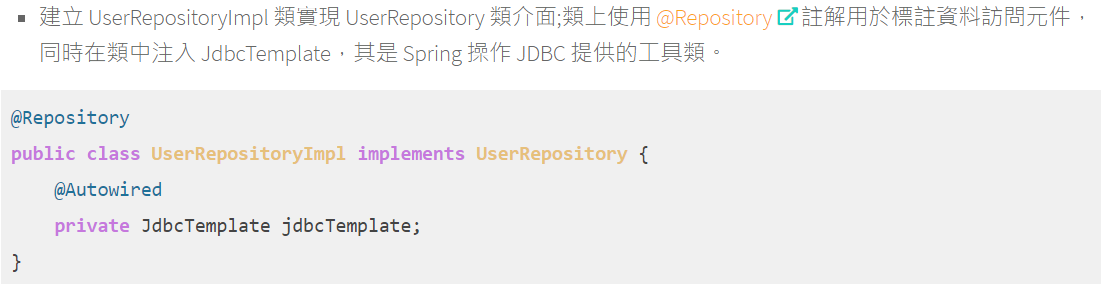 建立 UserRepositoryImpl 類實現 UserRepository 類介面;類上使用 @Repository 註解用於標註資料訪問元件，
同時在類中注入 JdbcTemplate，其是 Spring 操作 JDBC 提供的工具類。
@Repository
public class UserRepositoryImpl implements UserRepository {
    @Autowired
    private JdbcTemplate jdbcTemplate;
}